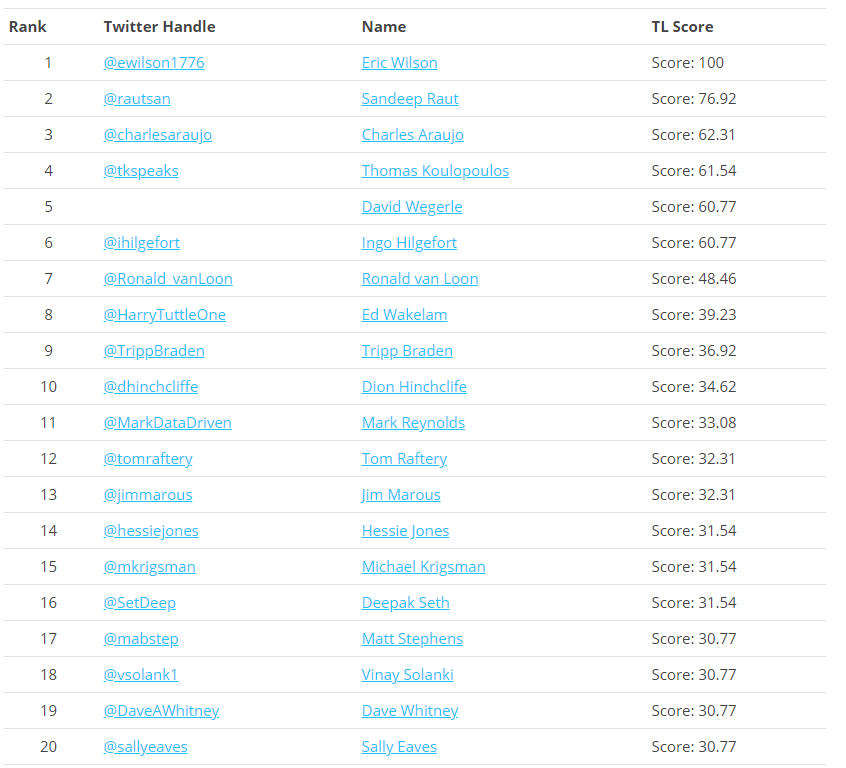 Rank Twitter Handle Name TL Score
1 @ewilson1776 Eric Wilson Score: 100
2 @rautsan Sandeep Raut Score: 76.92
3 @charlesaraujo Charles Araujo Score: 62.31
4 @tkspeaks Thomas Koulopoulos Score: 61.54
5 David Wegerle Score: 60.77
6 @ihilgefort Ingo Hilgefort Score: 60.77
7 @Ronald_vanLoon Ronald van Loon Score: 48.46
8 @HarryTuttleOne Ed Wakelam Score: 39.23
9 @TrippBraden Tripp Braden Score: 36.92
10 @dhinchcliffe Dion Hinchclife Score: 34.62
11 @MarkDataDriven Mark Reynolds Score: 33.08
12 @tomraftery Tom Raftery Score: 32.31
13 @jimmarous Jim Marous Score: 32.31
14 @hessiejones Hessie Jones Score: 31.54
15 @mkrigsman Michael Krigsman Score: 31.54
16 @SetDeep Deepak Seth Score: 31.54
17 @mabstep Matt Stephens Score: 30.77
18 @vsolank1 Vinay Solanki Score: 30.77
19 @DaveAWhitney Dave Whitney Score: 30.77
20 @sallyeaves Sally Eaves Score: 30.77